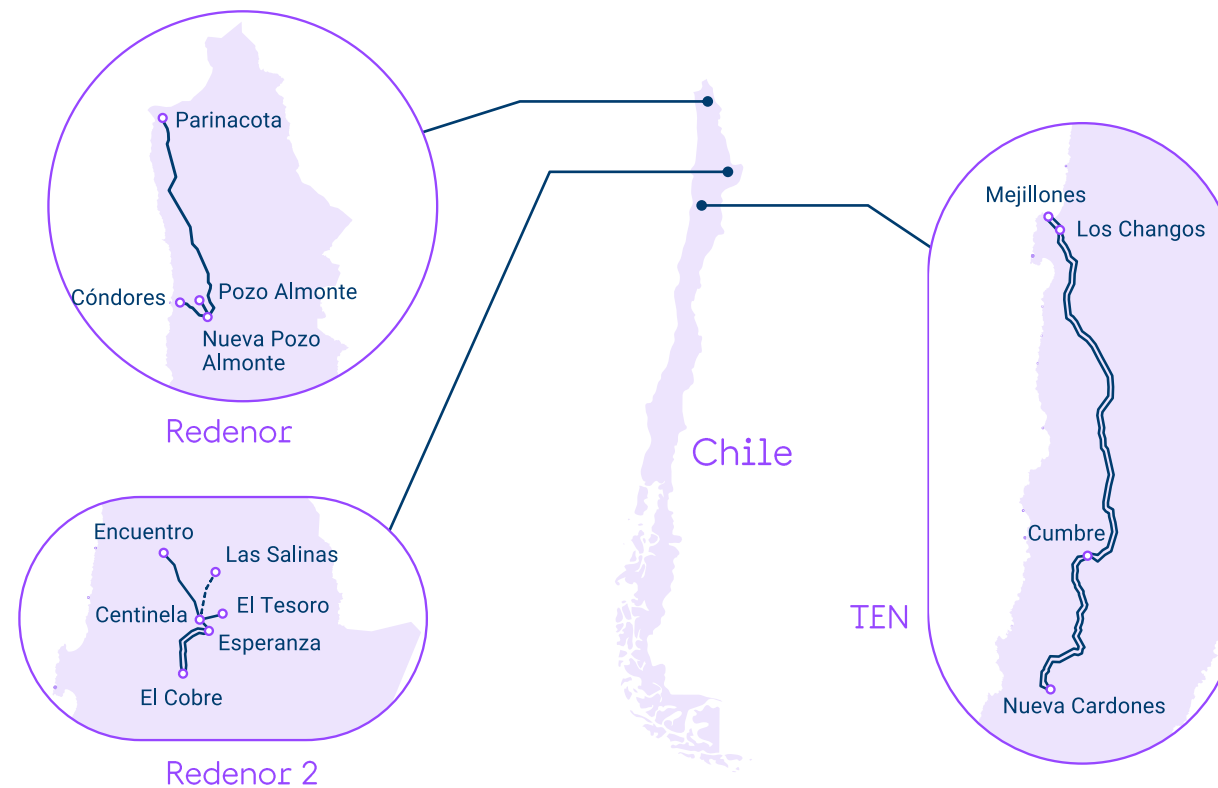 Parinacota
Cóndores
Pozo Almonte
Nueva Pozo
Almonte
Redenor
Encuentro
Las Salinas
Centinela
El Tesoro
Esperanza
El Cobre
Redenor 2
Chile
Mejillones
Los Changos
Cumbre
TEN
Nueva Cardones